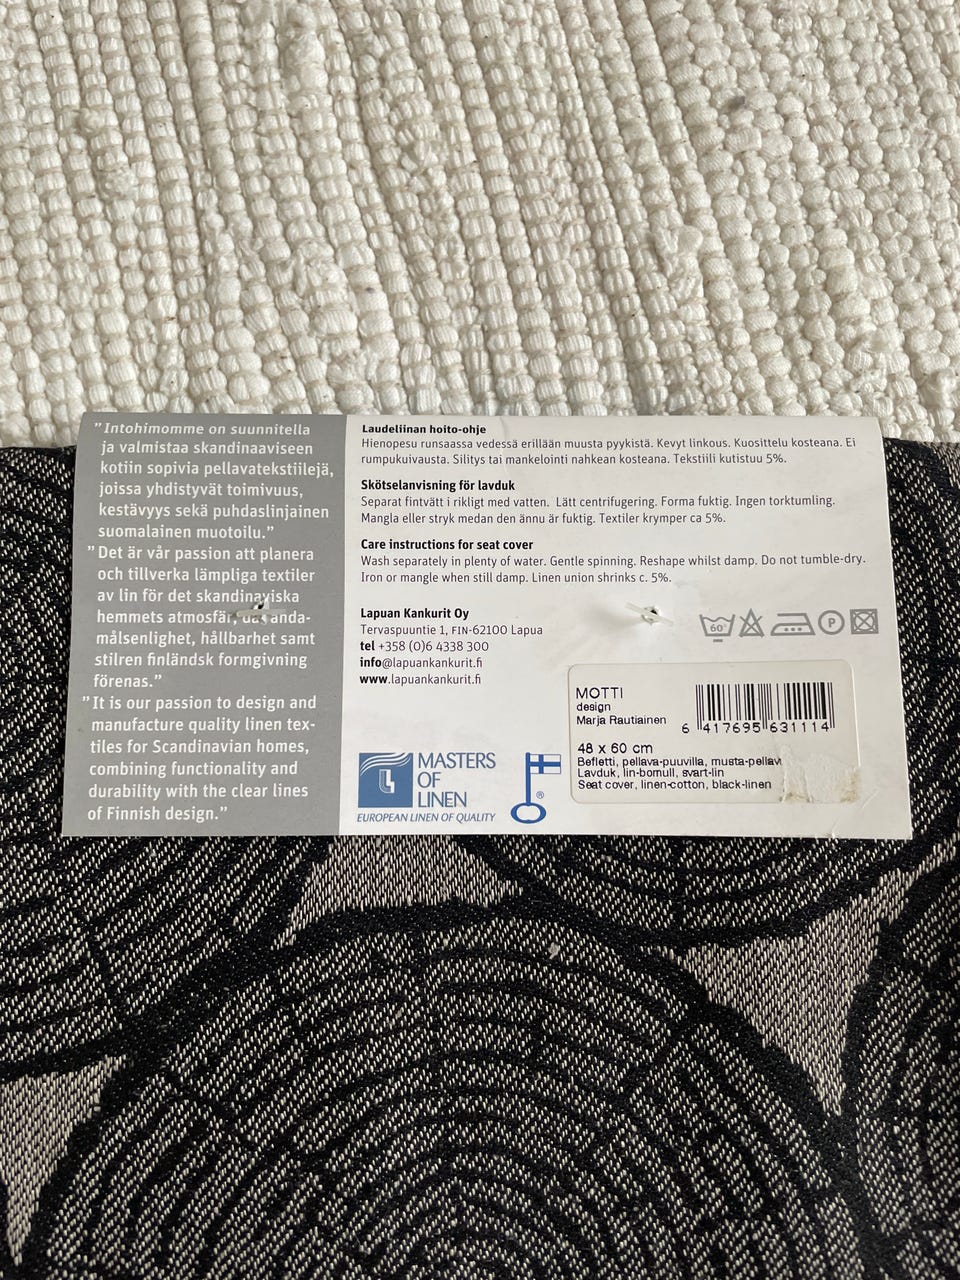 "Intohimomme on suunnitella
ja valmistaa skandinaaviseen
kotiin sopivia pellavatekstiilejä,
joissa yhdistyvät toimivuus,
kestävyys sekä puhdaslinjainen
suomalainen muotoilu."
"Det är vår passion att planera
och tillverka lämpliga textiler
av lin för det skandinaviska
hemmets atmosfär, anda-
målsenlighet, hållbarhet samt
stilren finländsk formgivning
förenas."
"It is our passion to design and
manufacture quality linen tex-
tiles for Scandinavian homes,
combining functionality and
durability with the clear lines
of Finnish design."
Laudeliinan hoito-ohje
Hienopesu runsaassa vedessä erillään muusta pyykistä. Kevyt linkous. Kuosittelu kosteana. Ei
rumpukuivausta. Silitys tai mankelointi nahkean kosteana. Tekstiili kutistuu 5%.
Skötselanvisning för lavduk
Separat fintvätt i rikligt med vatten. Lätt centrifugering. Forma fuktig. Ingen torktumling.
Mangla eller stryk medan den ännu är fuktig. Textiler krymper ca 5%.
Care instructions for seat cover
Wash separately in plenty of water. Gentle spinning. Reshape whilst damp. Do not tumble-dry.
Iron or mangle when still damp. Linen union shrinks c. 5%.
Lapuan Kankurit Oy
Tervaspuuntie 1, FIN-62100 Lapua
tel +358 (0)6 4338 300
info@lapuankankurit.fi
www.lapuankankurit.fi
60° P
MASTERS
OF
LINEN
EUROPEAN LINEN OF QUALITY
®
MOTTI
design
Marja Rautiainen
6 417695 631114
48 x 60 cm
Pefletti, pellava-puuvilla, musta-pellav
Lavduk, lin-bomull, svart-lin
Seat cover, linen-cotton, black-linen